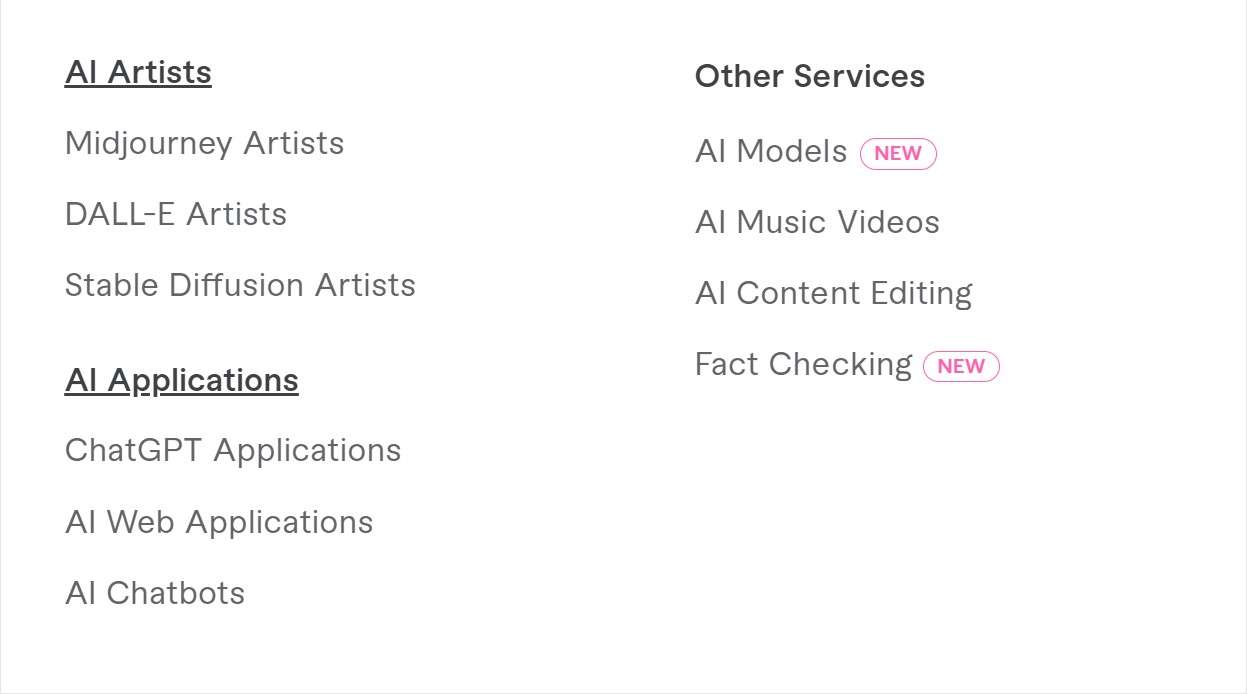 AI Artists
Midjourney Artists
DALL-E Artists
Stable Diffusion Artists
AI Applications
ChatGPT Applications
AI Web Applications
AI Chatbots
Other Services
AI Models NEW
AI Music Videos
AI Content Editing
Fact Checking NEW